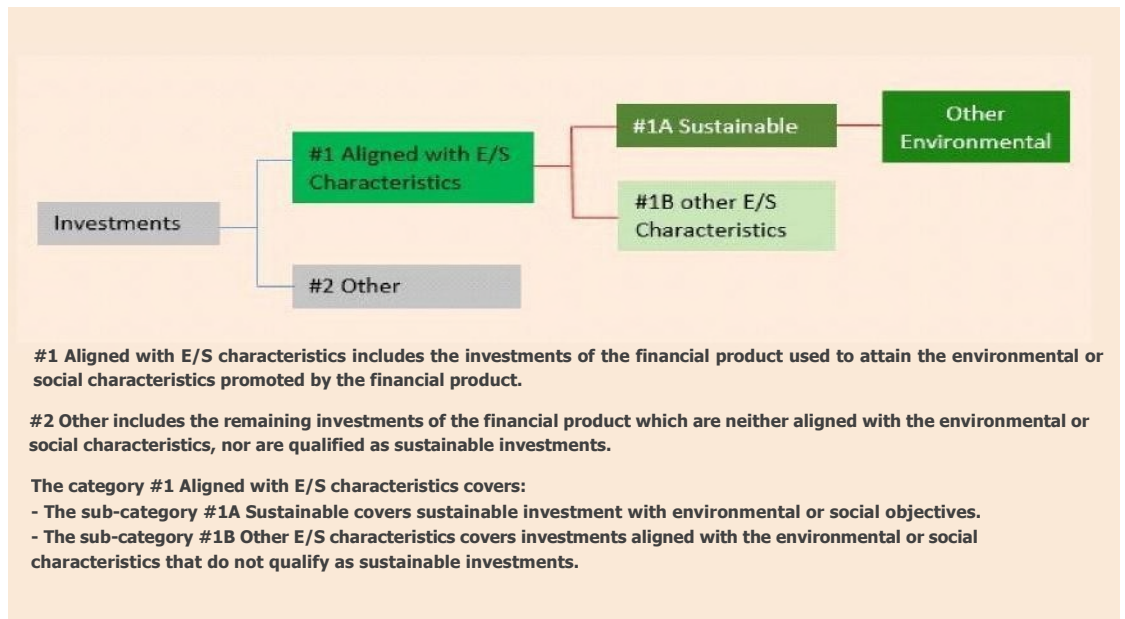 Other
Environmental
#1A Sustainable
#1 Aligned with E/S
Characteristics
#1B other E/S
Characteristics
Investments
#2 Other
#1 Aligned with E/S characteristics includes the investments of the financial product used to attain the environmental or
social characteristics promoted by the financial product.
#2 Other includes the remaining investments of the financial product which are neither aligned with the environmental or
social characteristics, nor are qualified as sustainable investments.
The category #1 Aligned with E/S characteristics covers:
- The sub-category #1A Sustainable covers sustainable investment with environmental or social objectives.
- The sub-category #1B Other E/S characteristics covers investments aligned with the environmental or social
characteristics that do not qualify as sustainable investments.